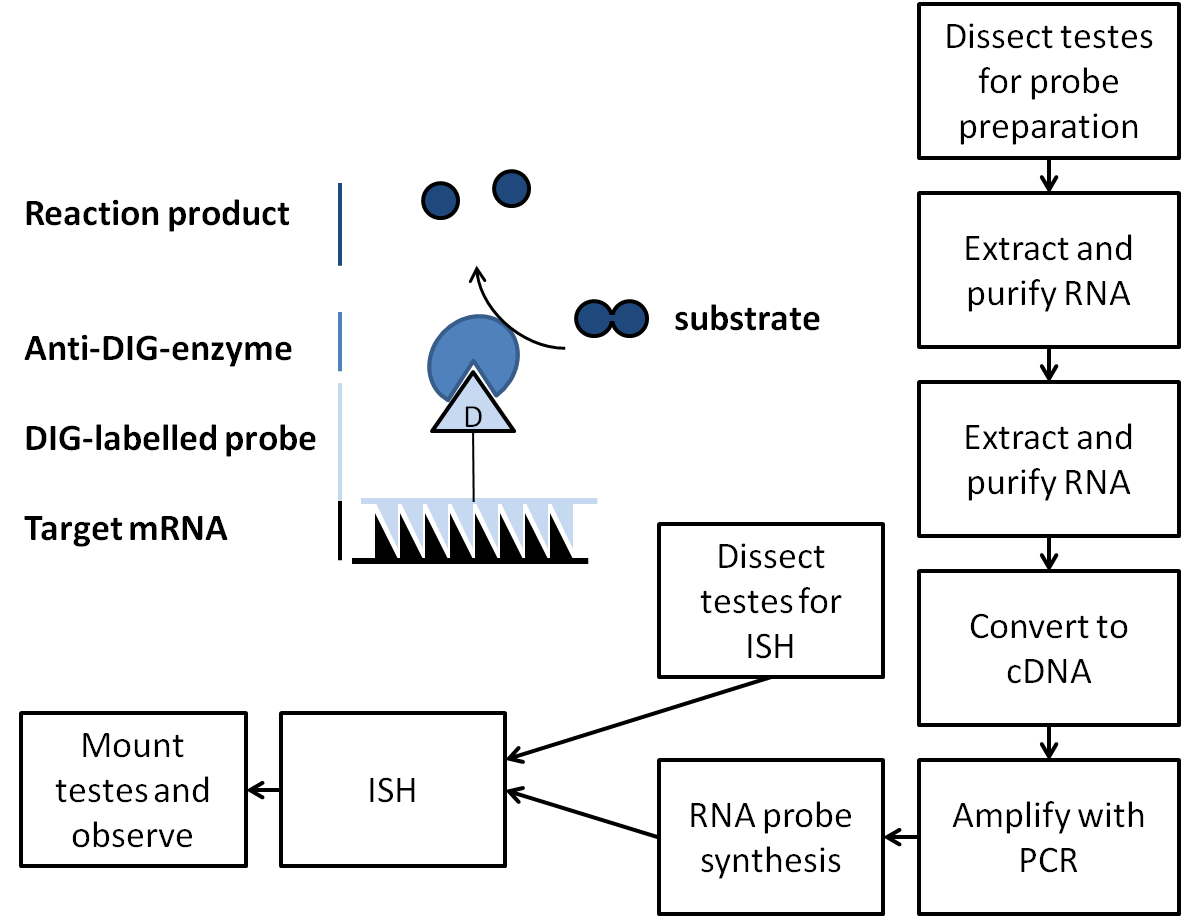 Reaction product
substrate
Anti-DIG-enzyme
D
DIG-labelled probe
Target mRNA
Dissect testes
for probe
preparation
Extract and
purify RNA
Extract and
purify RNA
Convert to
cDNA
Amplify with
PCR
RNA probe
synthesis
Dissect
testes for
ISH
ISH
Mount
testes and
observe